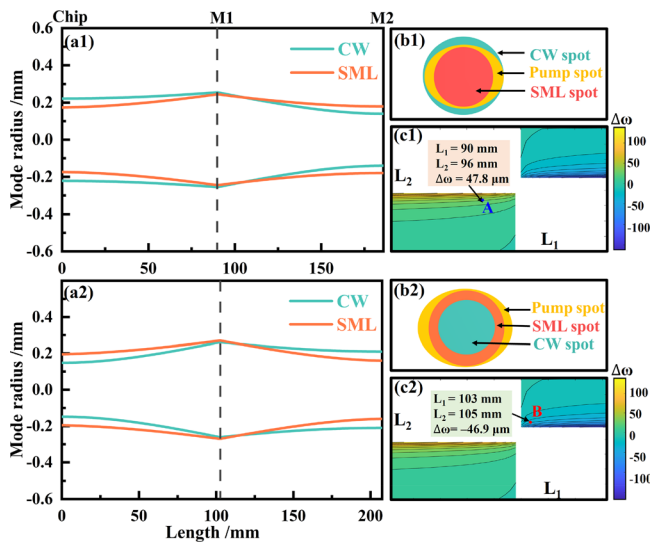 Chip
M1
M2
(a1)
CW
SML
Mode radius /mm
0.6
0.4
0.2
0.0
-0.2
-0.4
-0.6
0
50
100
150
(b1)
CW spot
Pump spot
SML spot
(c1)
L₁ = 90 mm
L₂ = 96 mm
Δω = 47.8 μm
A
L₂
L₁
Δω
100
50
0
-50
-100
(a2)
CW
SML
Mode radius /mm
0.6
0.4
0.2
0.0
-0.2
-0.4
-0.6
0
50
100
150
200
Length /mm
(b2)
Pump spot
SML spot
CW spot
(c2)
L₁ = 103 mm
L₂ = 105 mm
Δω= –46.9 μm
B
L₂
L₁
Δω
100
50
0
-50
-100